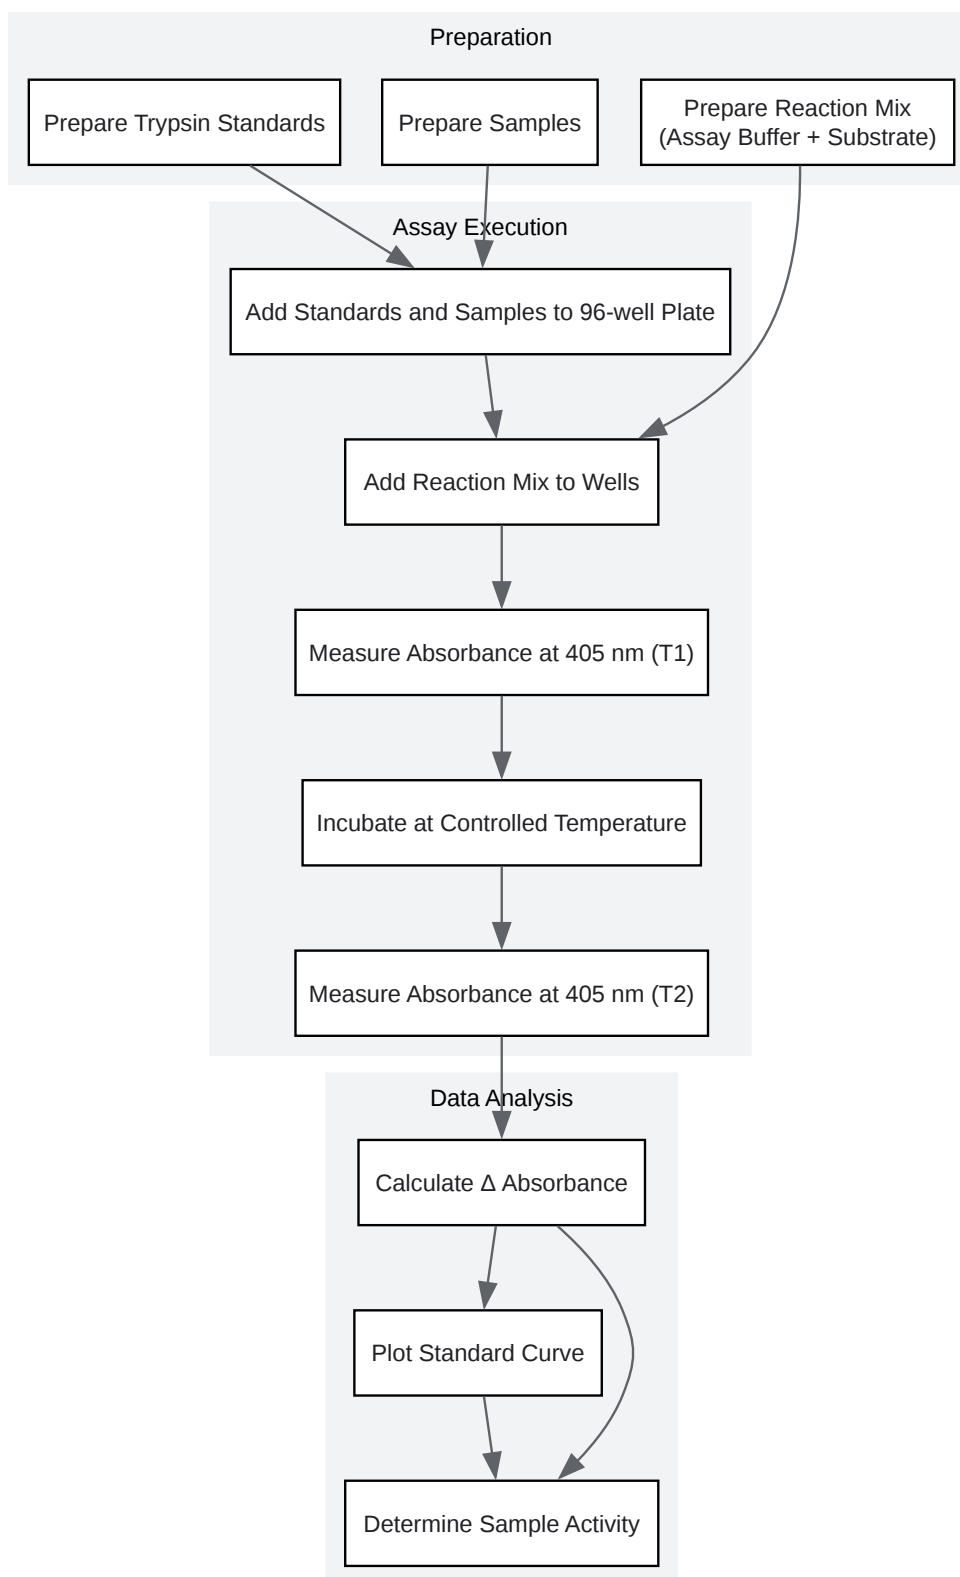 Preparation
Prepare Trypsin Standards
Prepare Samples
Prepare Reaction Mix
(Assay Buffer + Substrate)
Assay Execution
Add Standards and Samples to 96-well Plate
Add Reaction Mix to Wells
Measure Absorbance at 405 nm (T1)
Incubate at Controlled Temperature
Measure Absorbance at 405 nm (T2)
Data Analysis
Calculate Δ Absorbance
Plot Standard Curve
Determine Sample Activity